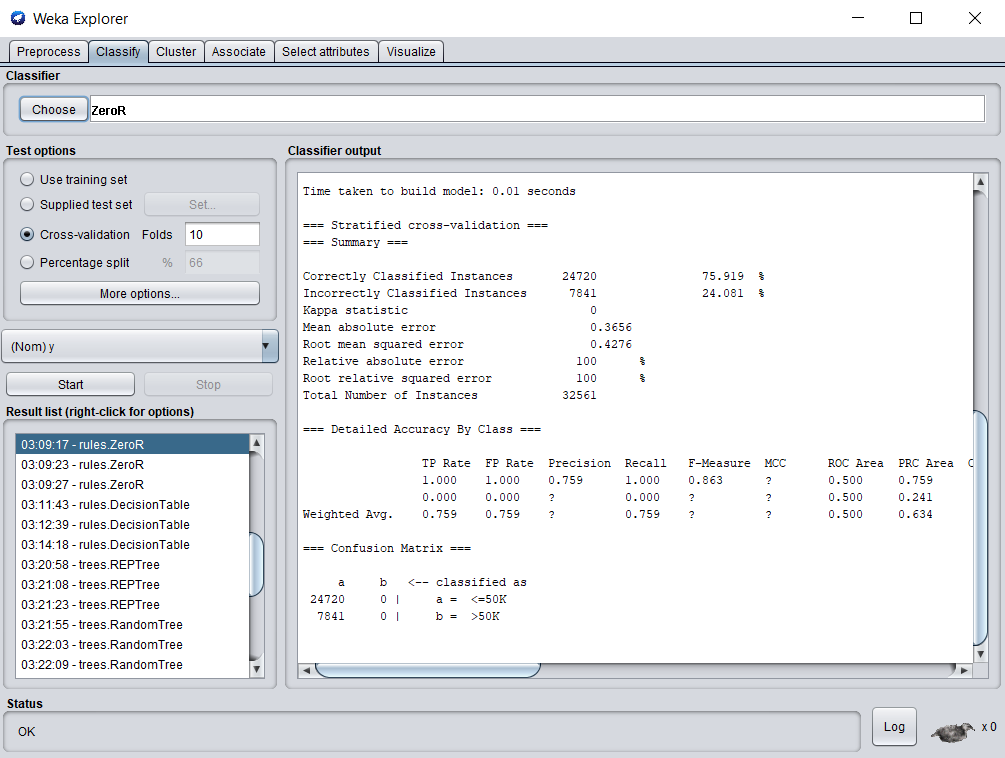 Weka Explorer
Preprocess Classify Cluster Associate Select attributes Visualize
Classifier
Choose ZeroR
Test options
Use training set
Supplied test set Set...
Cross-validation Folds 10
Percentage split % 66
More options...
(Nom) y
Start Stop
Result list (right-click for options)
03:09:17 - rules.ZeroR
03:09:23 - rules.ZeroR
03:09:27 - rules.ZeroR
03:11:43 - rules.DecisionTable
03:12:39 - rules.DecisionTable
03:14:18 - rules.DecisionTable
03:20:58 - trees.REPTree
03:21:08 - trees.REPTree
03:21:23 - trees.REPTree
03:21:55 - trees.RandomTree
03:22:03 - trees.RandomTree
03:22:09 - trees.RandomTree
Classifier output
Time taken to build model: 0.01 seconds
=== Stratified cross-validation ===
=== Summary ===
Correctly Classified Instances 24720 75.919 %
Incorrectly Classified Instances 7841 24.081 %
Kappa statistic 0
Mean absolute error 0.3656
Root mean squared error 0.4276
Relative absolute error 100 %
Root relative squared error 100 %
Total Number of Instances 32561
=== Detailed Accuracy By Class ===
TP Rate FP Rate Precision Recall F-Measure MCC ROC Area PRC Area
1.000 1.000 0.759 1.000 0.863 ? 0.500 0.759
0.000 0.000 ? 0.000 ? ? 0.500 0.241
Weighted Avg. 0.759 0.759 ? 0.759 ? ? 0.500 0.634
=== Confusion Matrix ===
a b <-- classified as
24720 0 | a = <=50K
7841 0 | b = >50K
Status
OK
Log x 0